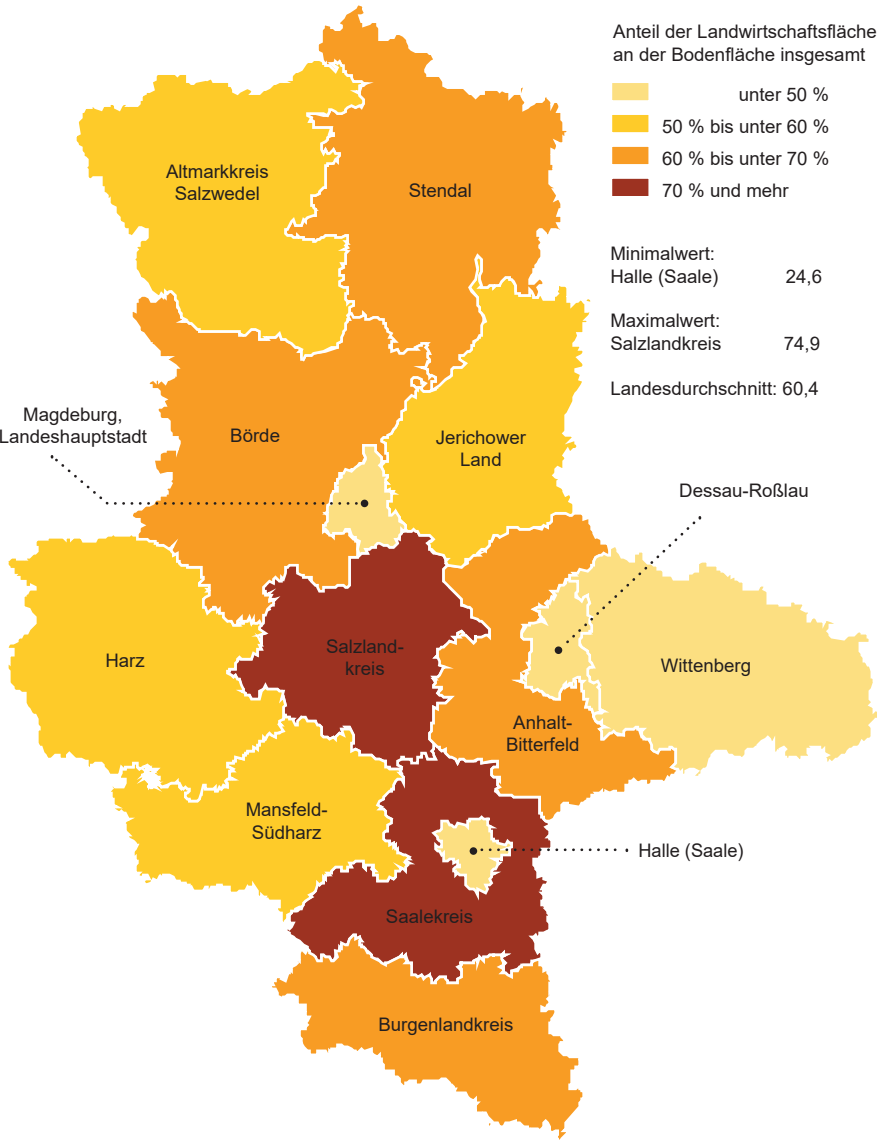 Anteil der Landwirtschaftsfläche
an der Bodenfläche insgesamt
unter 50 %
50 % bis unter 60 %
60 % bis unter 70 %
70 % und mehr
Minimalwert:
Halle (Saale) 24,6
Maximalwert:
Salzlandkreis 74,9
Landesdurchschnitt: 60,4
Altmarkkreis
Salzwedel
Stendal
Magdeburg,
Landeshauptstadt
Börde
Jerichower
Land
Dessau-Roßlau
Harz
Salzland-
kreis
Wittenberg
Anhalt-
Bitterfeld
Mansfeld-
Südharz
Halle (Saale)
Saalekreis
Burgenlandkreis